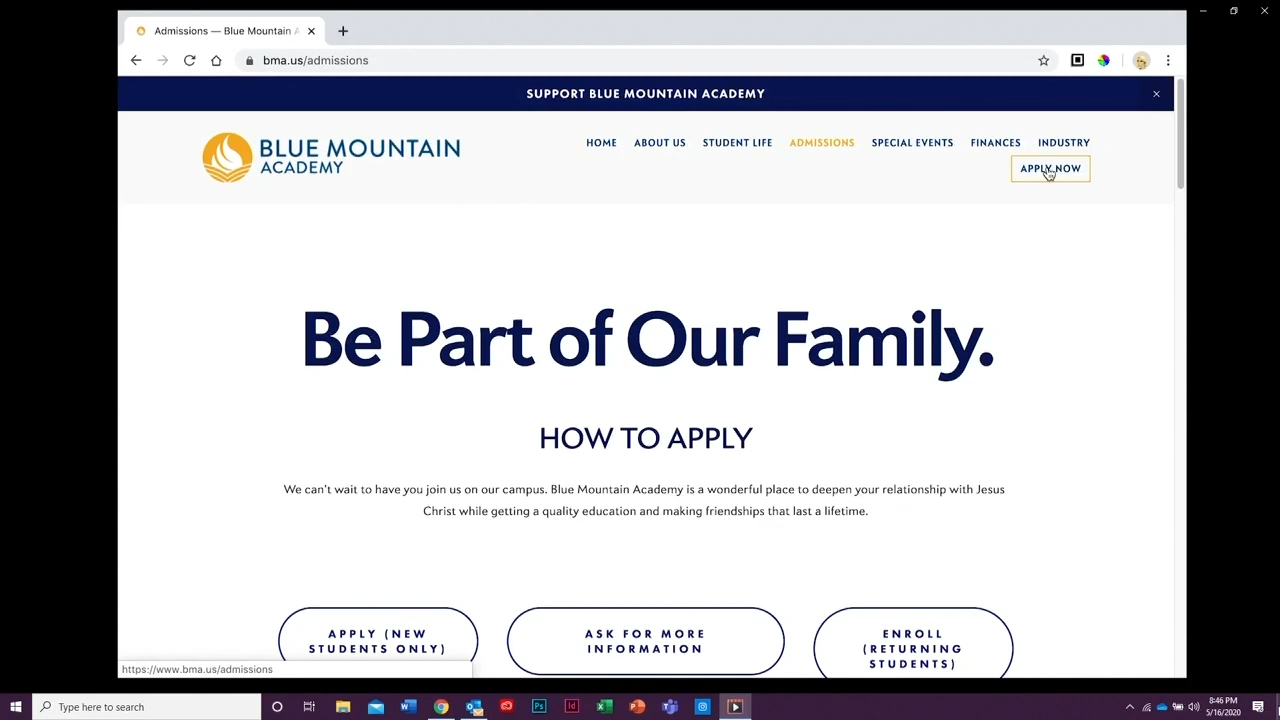 Admissions — Blue Mountain A
bma.us/admissions
SUPPORT BLUE MOUNTAIN ACADEMY
BLUE MOUNTAIN
ACADEMY
HOME ABOUT US STUDENT LIFE ADMISSIONS SPECIAL EVENTS FINANCES INDUSTRY
APPLY NOW
Be Part of Our Family.
HOW TO APPLY
We can't wait to have you join us on our campus. Blue Mountain Academy is a wonderful place to deepen your relationship with Jesus
Christ while getting a quality education and making friendships that last a lifetime.
APPLY (NEW
STUDENTS ONLY)
ASK FOR MORE
INFORMATION
ENROLL
(RETURNING
STUDENTS)
https://www.bma.us/admissions
Type here to search
Ps
Id
8:46 PM
5/16/2020